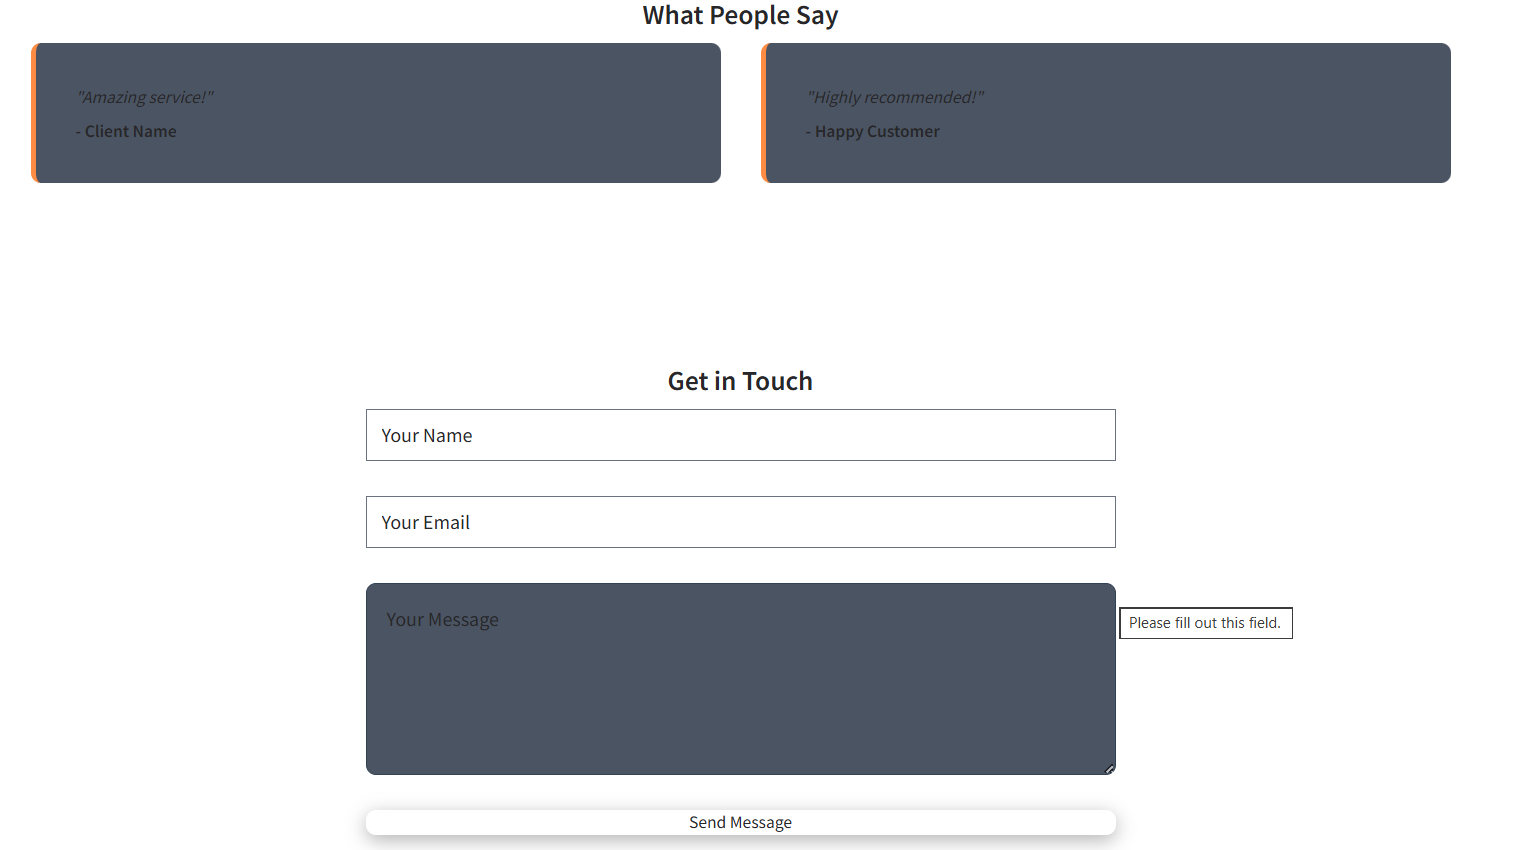 What People Say
"Amazing service!"
- Client Name
"Highly recommended!"
- Happy Customer
Get in Touch
Your Name
Your Email
Your Message
Please fill out this field.
Send Message